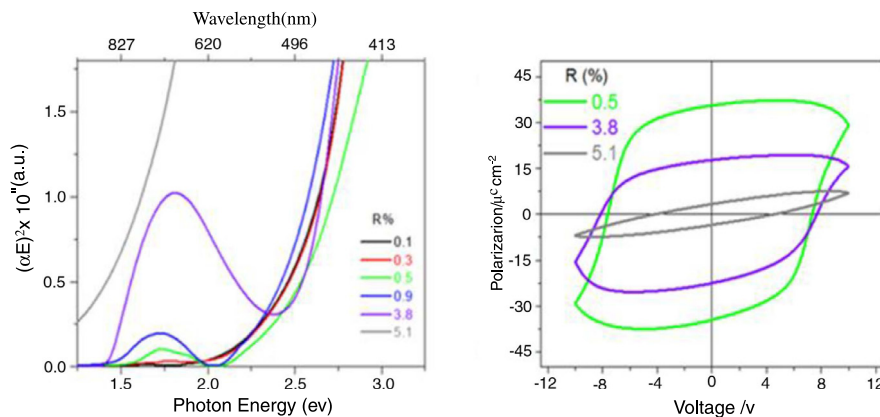 Wavelength(nm)
827 620 496 413
(αE)²x 10"(a.u.)
1.5
1.0
0.5
0.0
R%
0.1
0.3
0.5
0.9
3.8
5.1
1.5 2.0 2.5 3.0
Photon Energy (ev)
Polarizarion/μc cm-2
45
30
15
0
-15
-30
-45
R (%)
0.5
3.8
5.1
-12 -8 -4 0 4 8 12
Voltage /v